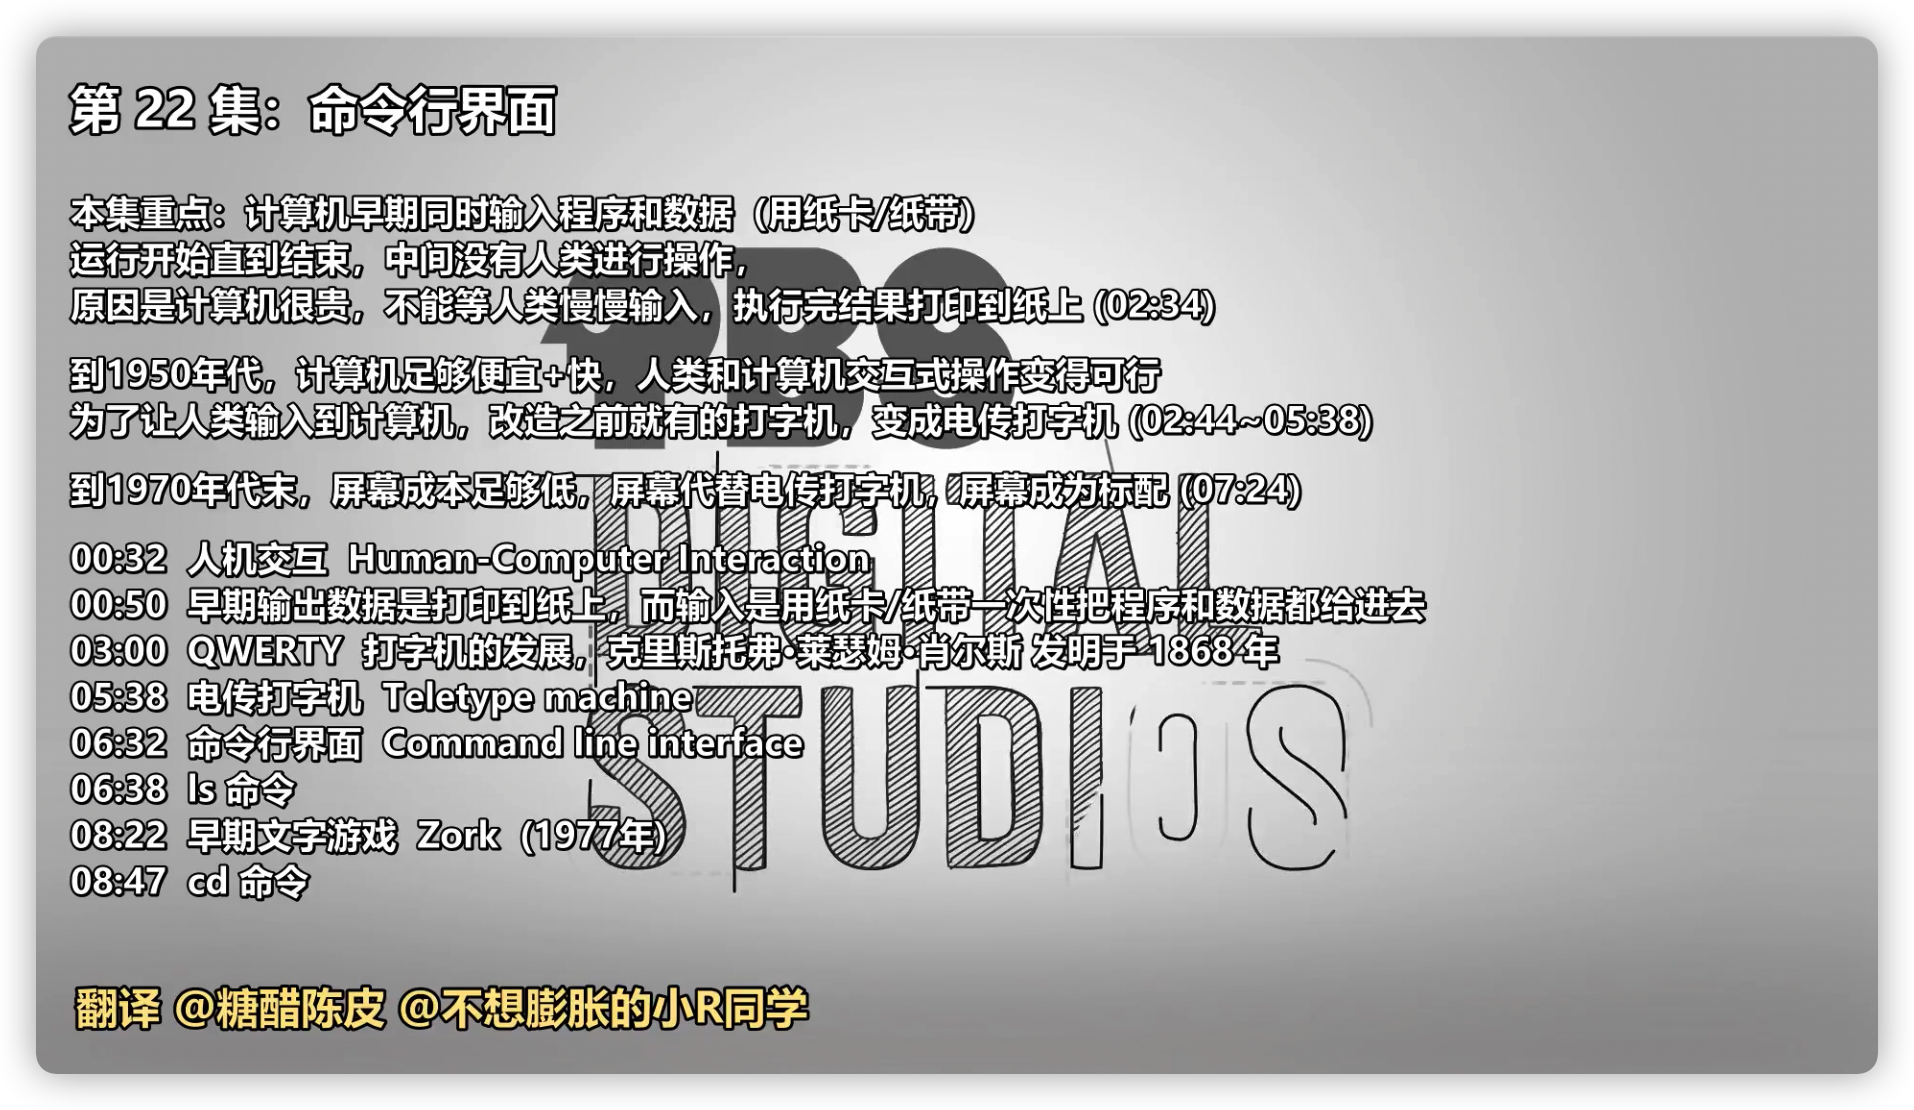 第 22 集：命令行界面
本集重点：计算机早期同时输入程序和数据（用纸卡/纸带）
运行开始直到结束，中间没有人类进行操作，
原因是计算机很贵，不能等人类慢慢输入，执行完结果打印到纸上 (02:34)
到1950年代，计算机足够便宜+快，人类和计算机交互式操作变得可行
为了让人类输入到计算机，改造之前就有的打字机，变成电传打字机 (02:44~05:38)
到1970年代末，屏幕成本足够低，屏幕代替电传打字机，屏幕成为标配 (07:24)
00:32 人机交互 Human-Computer Interaction
00:50 早期输出数据是打印到纸上，而输入是用纸卡/纸带一次性把程序和数据都给进去
03:00 QWERTY 打字机的发展，克里斯托弗·莱瑟姆·肖尔斯 发明于 1868 年
05:38 电传打字机 Teletype machine
06:32 命令行界面 Command line interface
06:38 ls 命令
08:22 早期文字游戏 Zork（1977年）
08:47 cd 命令
翻译 @糖醋陈皮 @不想膨胀的小R同学
PBS
DIGITAL
STUDIOS